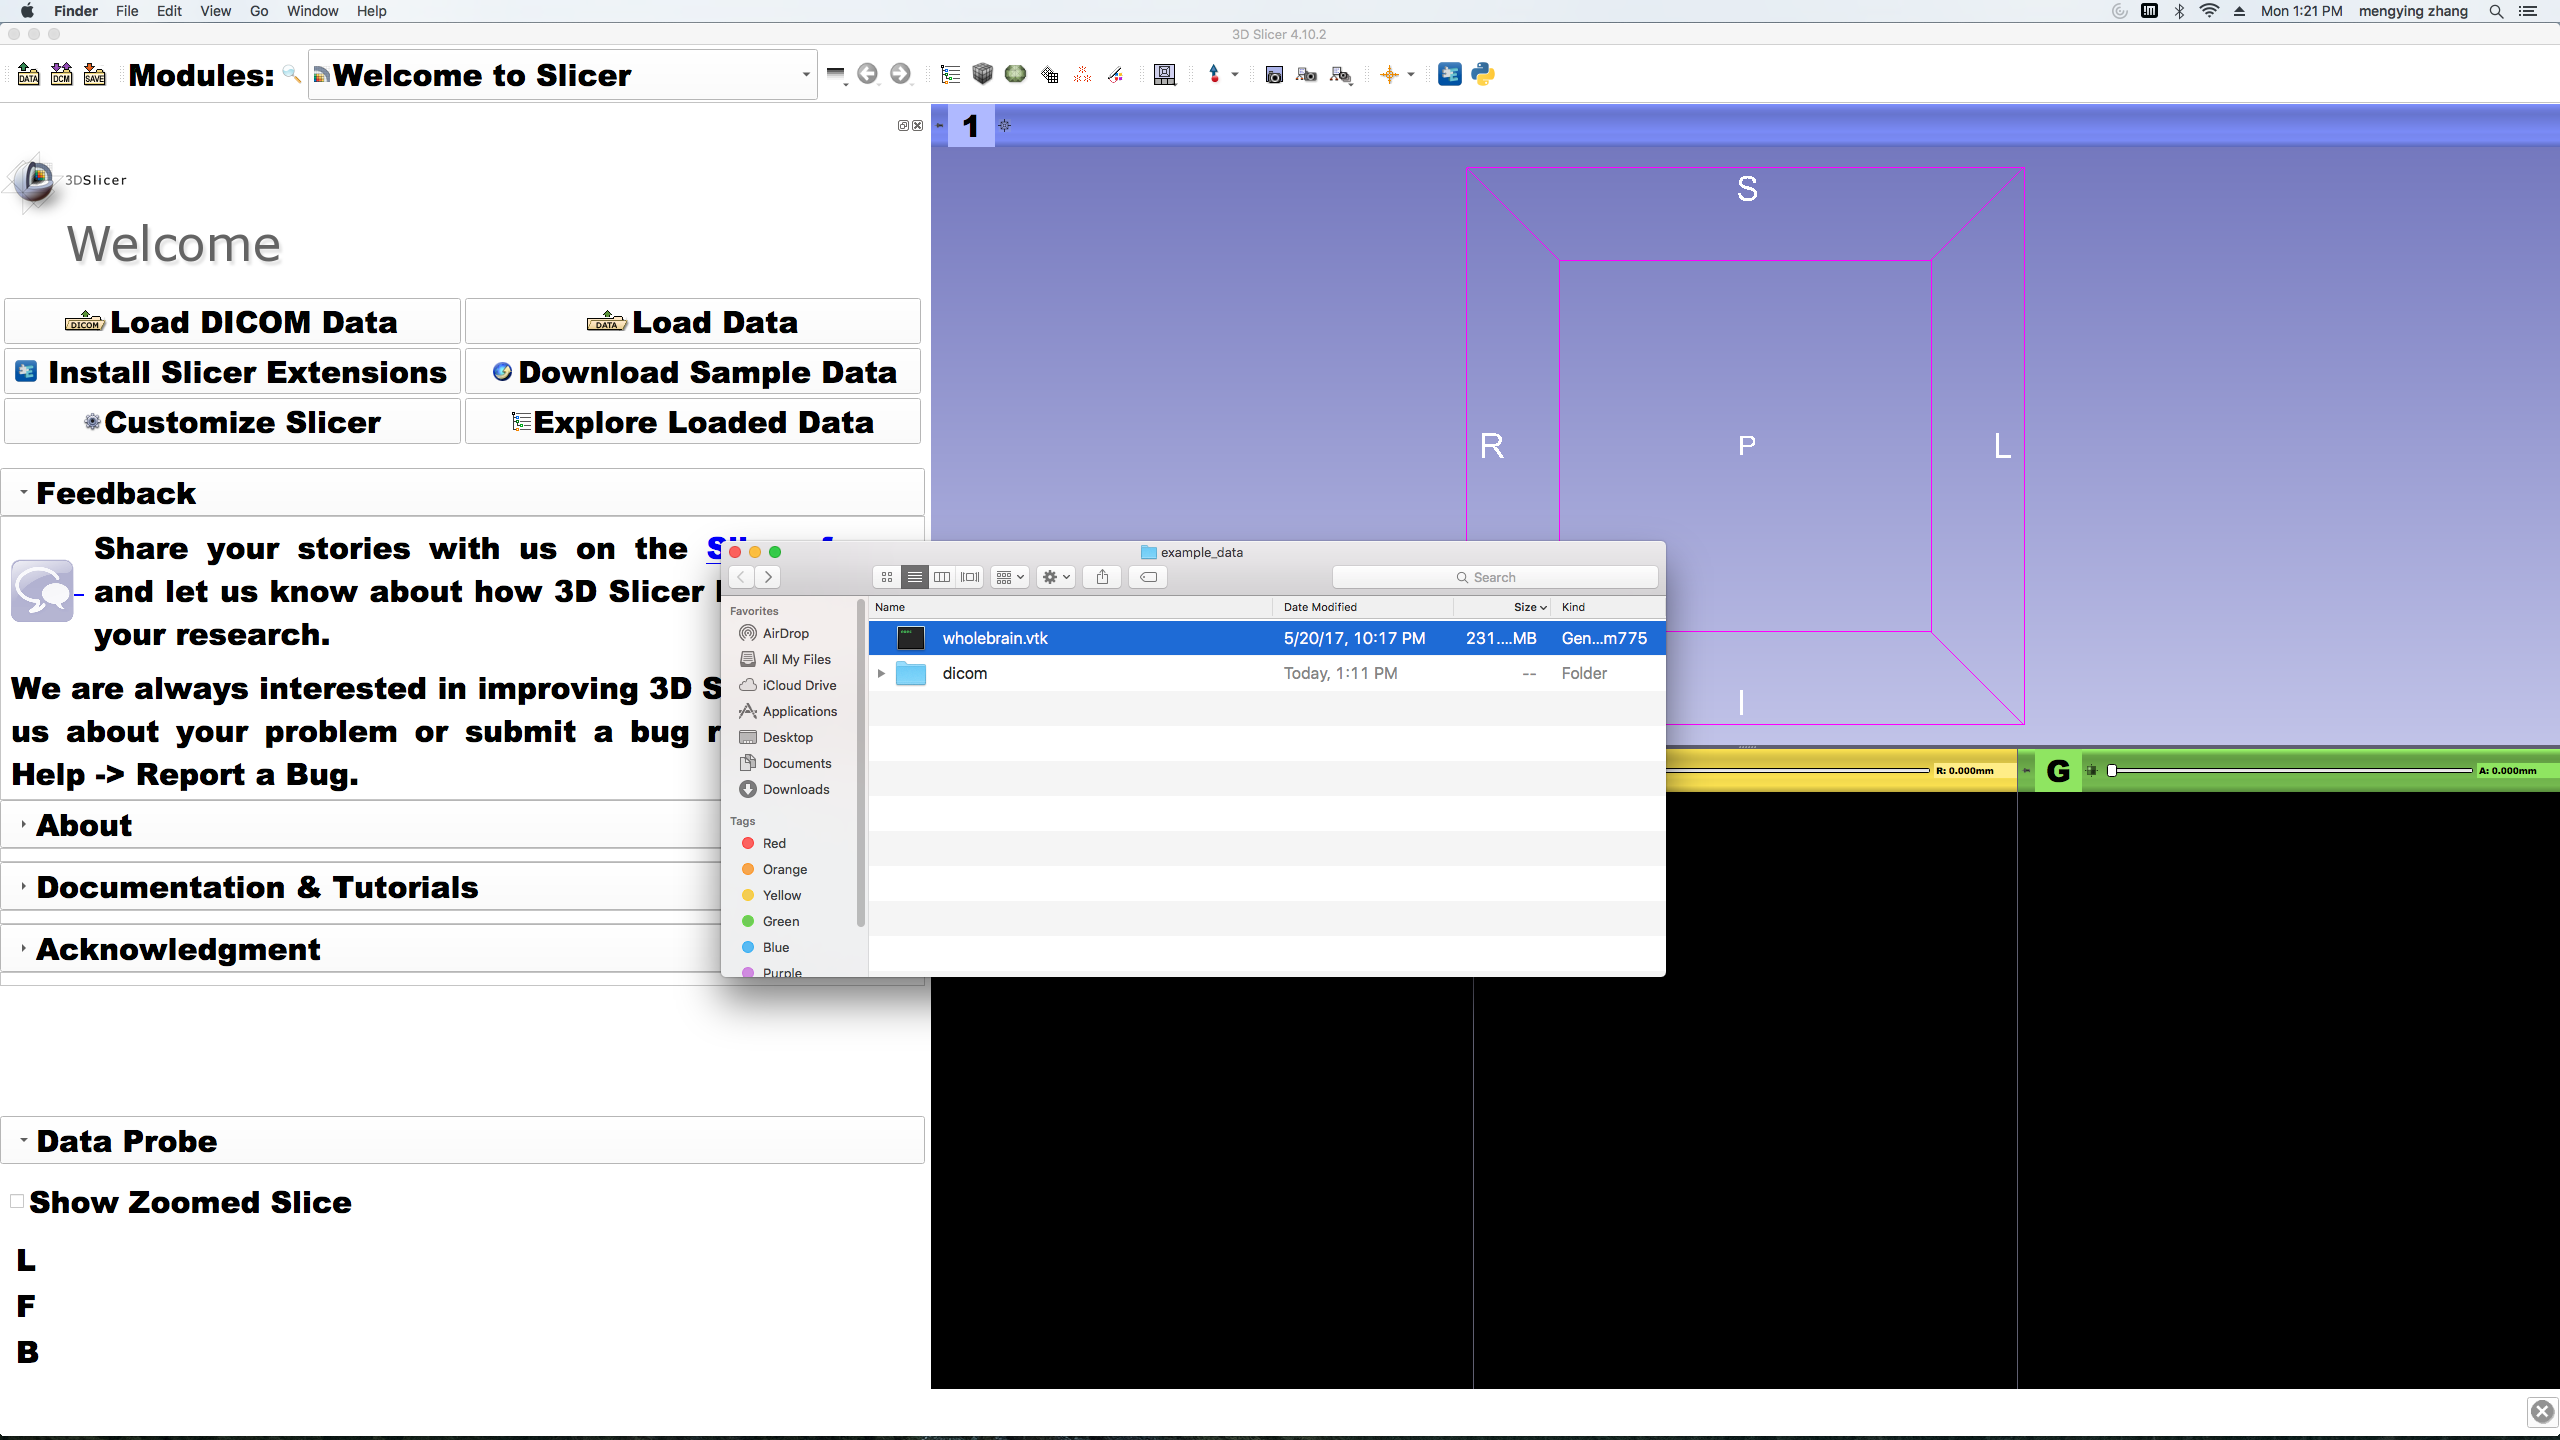 Finder File Edit View Go Window Help
Mon 1:21 PM mengying zhang
3D Slicer 4.10.2
DATA DCM SAVE Modules: Welcome to Slicer
1
3DSlicer
Welcome
DICOM Load DICOM Data
DATA Load Data
Install Slicer Extensions
Download Sample Data
Customize Slicer
Explore Loaded Data
Feedback
Share your stories with us on the
and let us know about how 3D Slicer
your research.
We are always interested in improving 3D S
us about your problem or submit a bug r
Help -> Report a Bug.
About
Documentation & Tutorials
Acknowledgment
Data Probe
Show Zoomed Slice
L
F
B
S
R P L
I
R: 0.000mm
G A: 0.000mm
example_data
Search
Favorites
AirDrop
All My Files
iCloud Drive
Applications
Desktop
Documents
Downloads
Tags
Red
Orange
Yellow
Green
Blue
Purple
Name Date Modified Size Kind
wholebrain.vtk 5/20/17, 10:17 PM 231....MB Gen...m775
dicom Today, 1:11 PM -- Folder